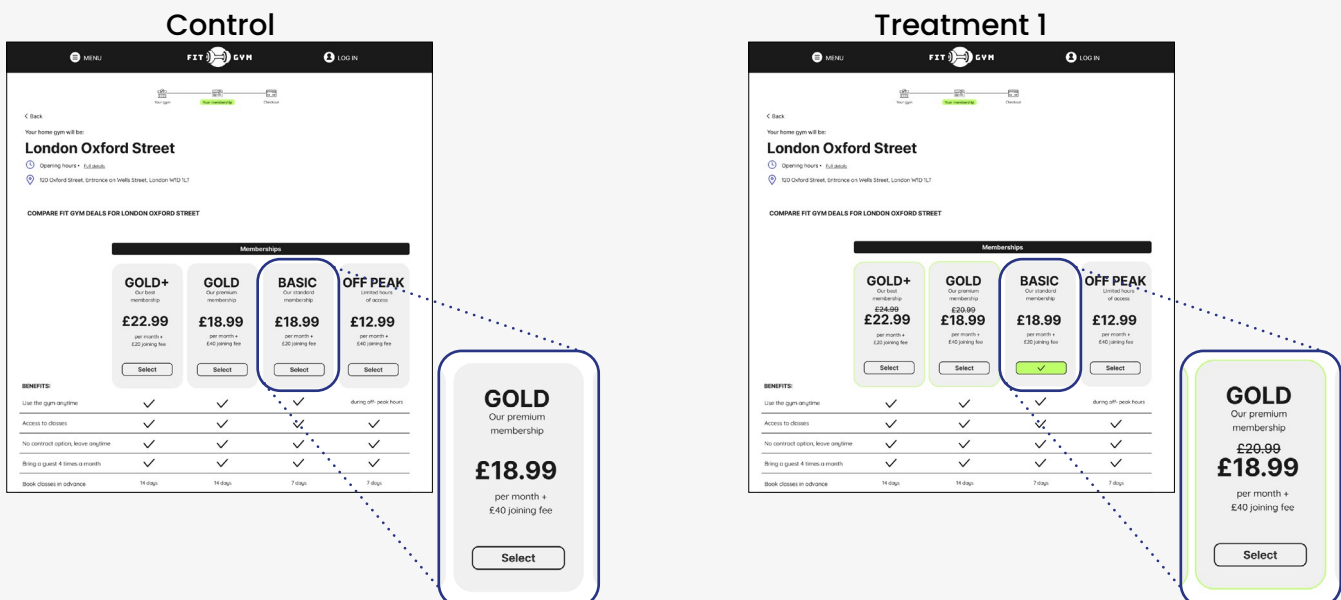 Control
MENU
FIT GYM
LOG IN
Your gym
Your membership
Checkout
< Back
Your home gym will be:
London Oxford Street
Opening hours • Full details
120 Oxford Street, Entrance on Wells Street, London W1D 1LT
COMPARE FIT GYM DEALS FOR LONDON OXFORD STREET
Memberships
GOLD+
Our best
membership
£22.99
per month +
£20 joining fee
Select
GOLD
Our premium
membership
£18.99
per month +
£40 joining fee
Select
BASIC
Our standard
membership
£18.99
per month +
£20 joining fee
Select
OFF PEAK
Limited hours
of access
£12.99
per month +
£40 joining fee
Select
BENEFITS:
Use the gym anytime during off- peak hours
Access to classes
No contract option, leave anytime
Bring a guest 4 times a month
Book classes in advance 14 days 14 days 7 days 7 days
GOLD
Our premium
membership
£18.99
per month +
£40 joining fee
Select
Treatment 1
MENU
FIT GYM
LOG IN
Your gym
Your membership
Checkout
< Back
Your home gym will be:
London Oxford Street
Opening hours • Full details
120 Oxford Street, Entrance on Wells Street, London W1D 1LT
COMPARE FIT GYM DEALS FOR LONDON OXFORD STREET
Memberships
GOLD+
Our best
membership
£24.99
£22.99
per month +
£20 joining fee
Select
GOLD
Our premium
membership
£20.99
£18.99
per month +
£40 joining fee
Select
BASIC
Our standard
membership
£18.99
per month +
£20 joining fee
OFF PEAK
Limited hours
of access
£12.99
per month +
£40 joining fee
Select
BENEFITS:
Use the gym anytime during off- peak hours
Access to classes
No contract option, leave anytime
Bring a guest 4 times a month
Book classes in advance 14 days 14 days 7 days 7 days
GOLD
Our premium
membership
£20.99
£18.99
per month +
£40 joining fee
Select